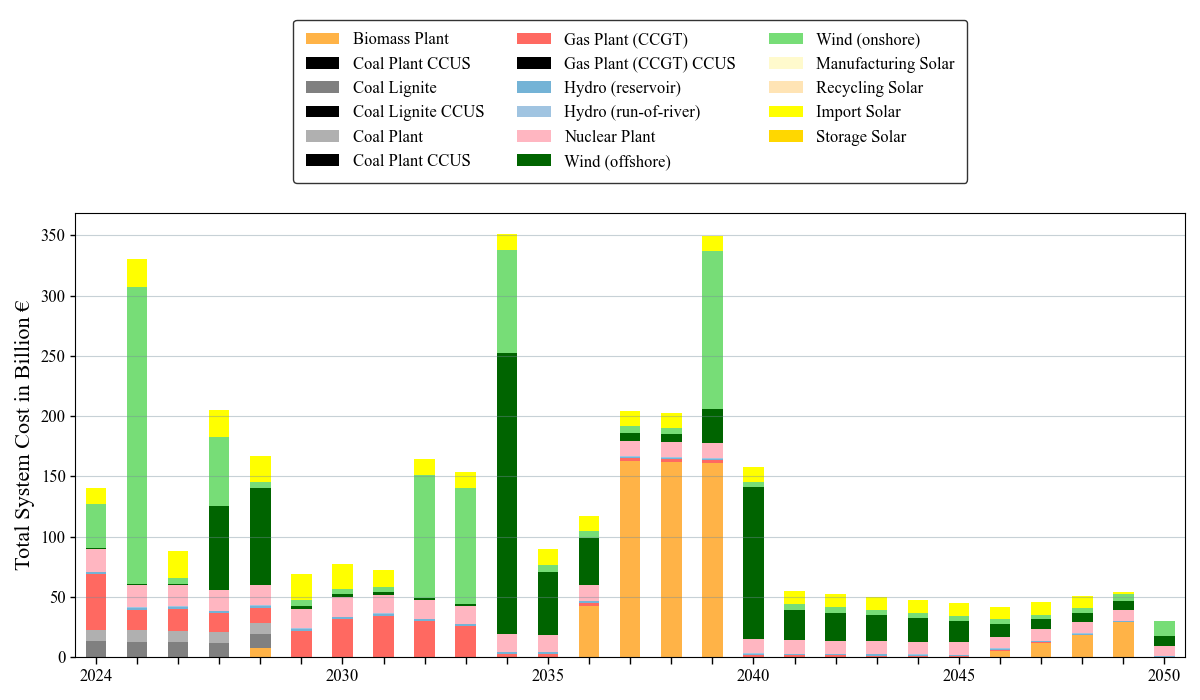 Biomass Plant
Coal Plant CCUS
Coal Lignite
Coal Lignite CCUS
Coal Plant
Coal Plant CCUS
Gas Plant (CCGT)
Gas Plant (CCGT) CCUS
Hydro (reservoir)
Hydro (run-of-river)
Nuclear Plant
Wind (offshore)
Wind (onshore)
Manufacturing Solar
Recycling Solar
Import Solar
Storage Solar
Total System Cost in Billion €
350
300
250
200
150
100
50
0
2024
2030
2035
2040
2045
2050